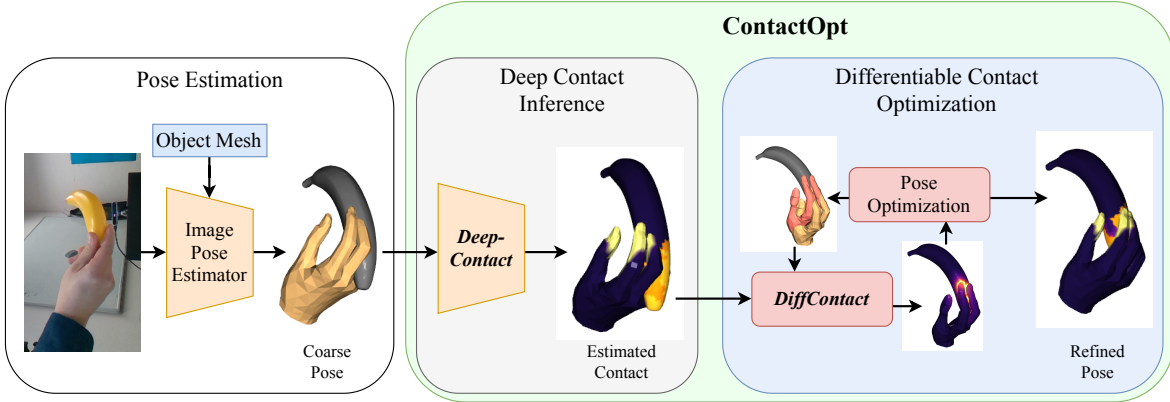 ContactOpt
Pose Estimation
Object Mesh
Image
Pose
Estimator
Coarse
Pose
Deep Contact
Inference
Deep-
Contact
Estimated
Contact
Differentiable Contact
Optimization
Pose
Optimization
DiffContact
Refined
Pose